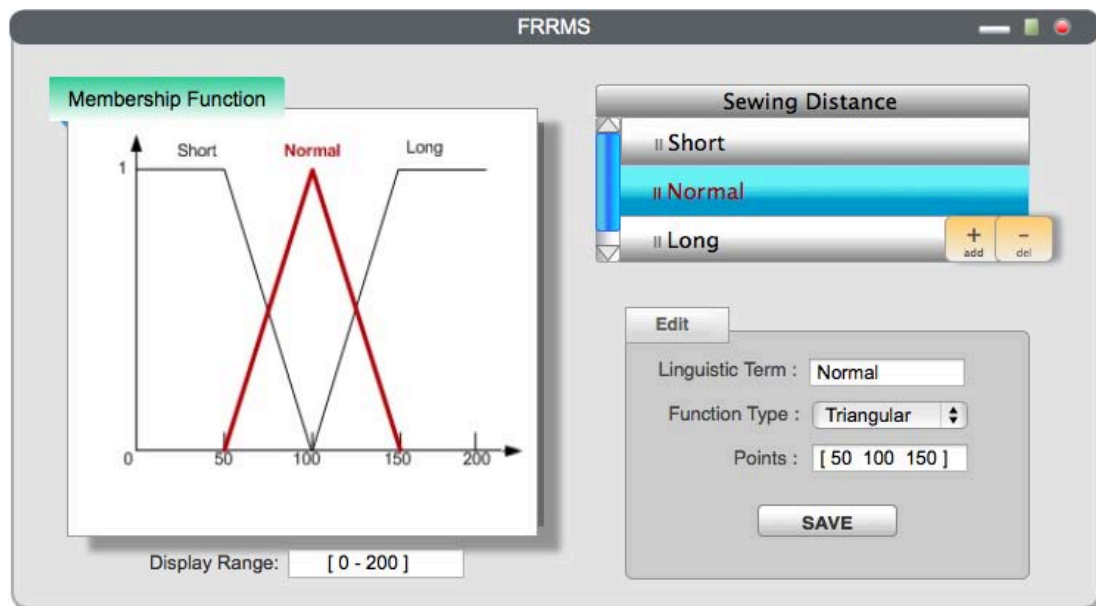 FRRMS
Membership Function
Short Normal Long
1
0 50 100 150 200
Display Range: [ 0 - 200 ]
Sewing Distance
Short
Normal
Long
+ -
add del
Edit
Linguistic Term : Normal
Function Type : Triangular
Points : [ 50 100 150 ]
SAVE